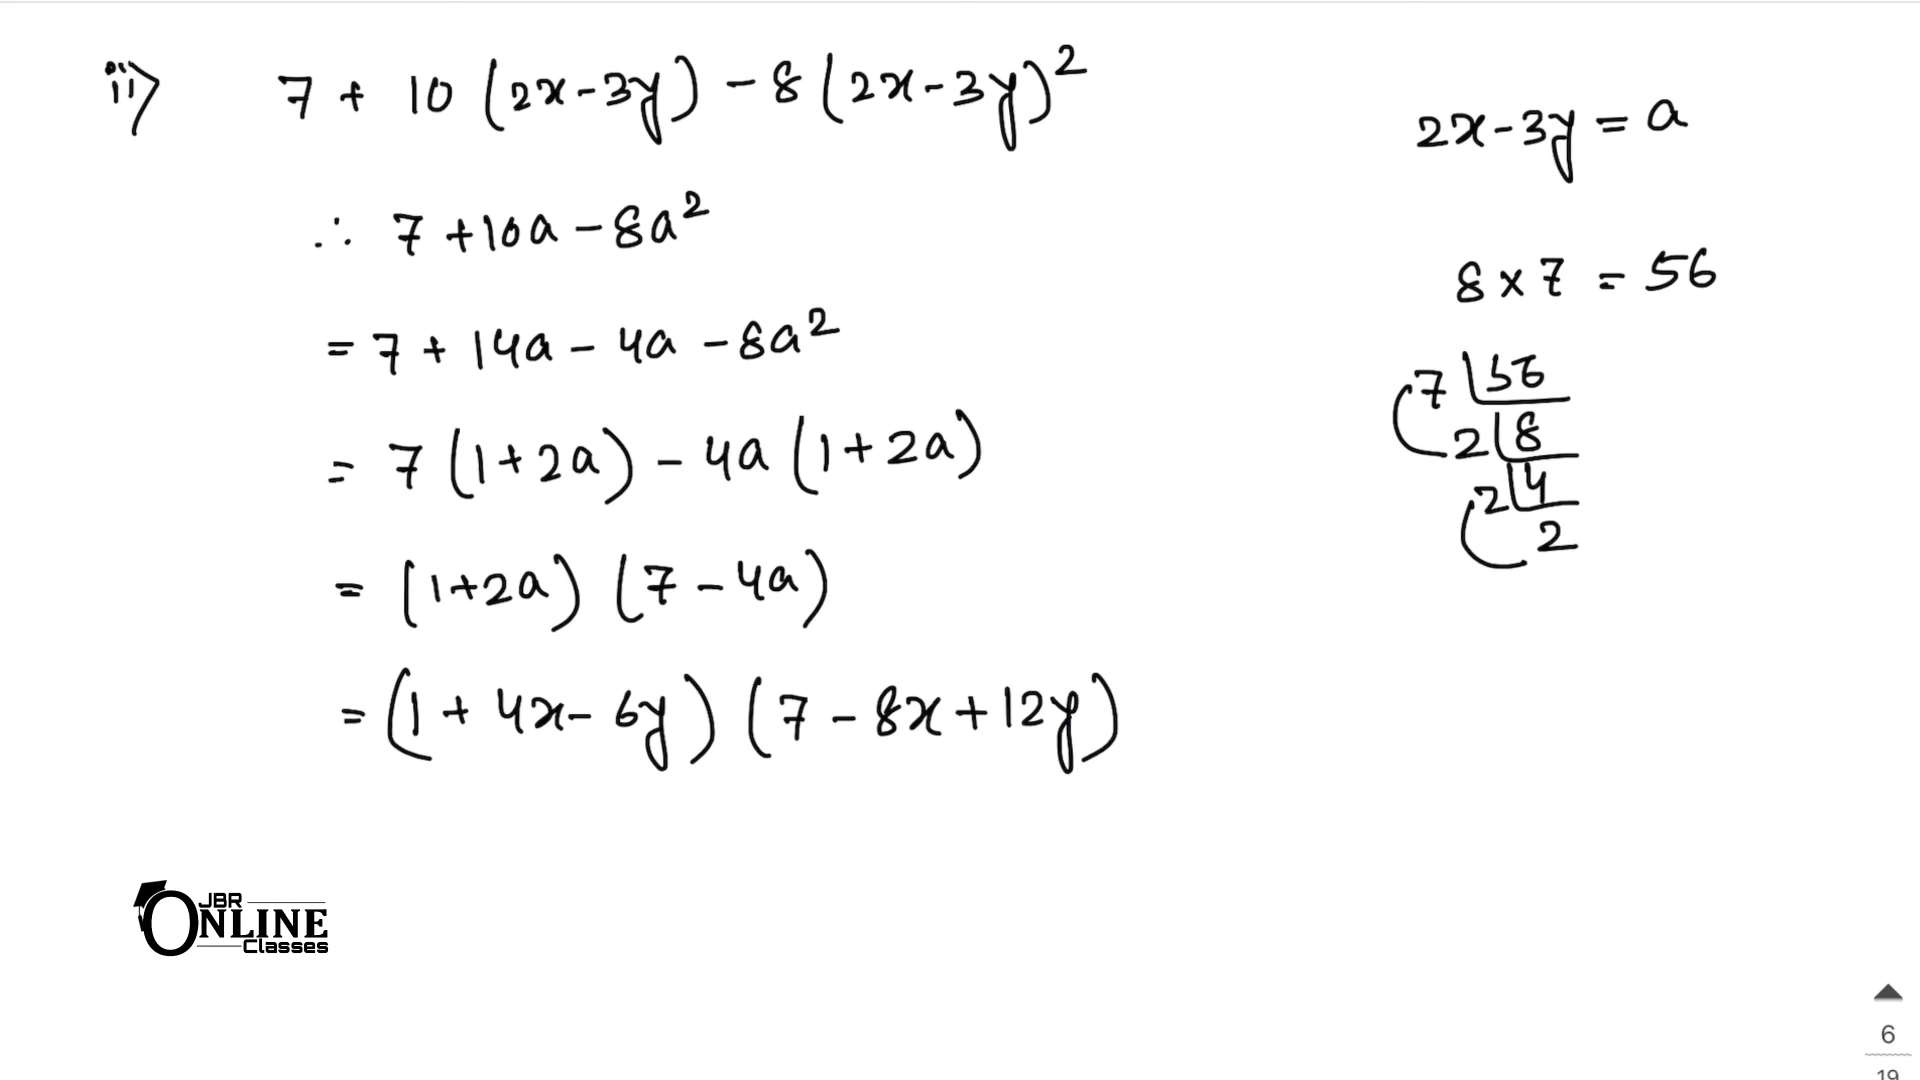 ii) 7 + 10 (2x-3y) - 8 (2x-3y)²
2x-3y = a
∴ 7 + 10a - 8a²
8 × 7 = 56
= 7 + 14a - 4a - 8a²
7 56
2 8
2 4
2
= 7 (1+2a) - 4a (1+2a)
= (1+2a) (7-4a)
= (1 + 4x - 6y) (7 - 8x + 12y)
JBR
ONLINE
Classes
6
19